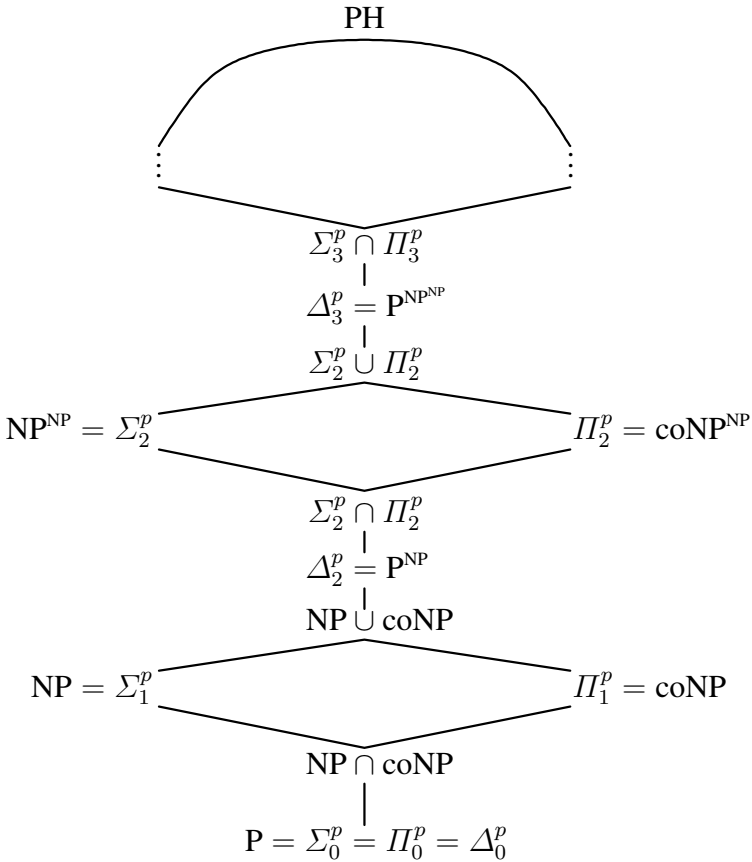 PH
Σ₃ᵖ ∩ Π₃ᵖ
Δ₃ᵖ = P^{NP^{NP}}
Σ₂ᵖ ∪ Π₂ᵖ
NP^{NP} = Σ₂ᵖ Π₂ᵖ = coNP^{NP}
Σ₂ᵖ ∩ Π₂ᵖ
Δ₂ᵖ = P^{NP}
NP ∪ coNP
NP = Σ₁ᵖ Π₁ᵖ = coNP
NP ∩ coNP
P = Σ₀ᵖ = Π₀ᵖ = Δ₀ᵖ